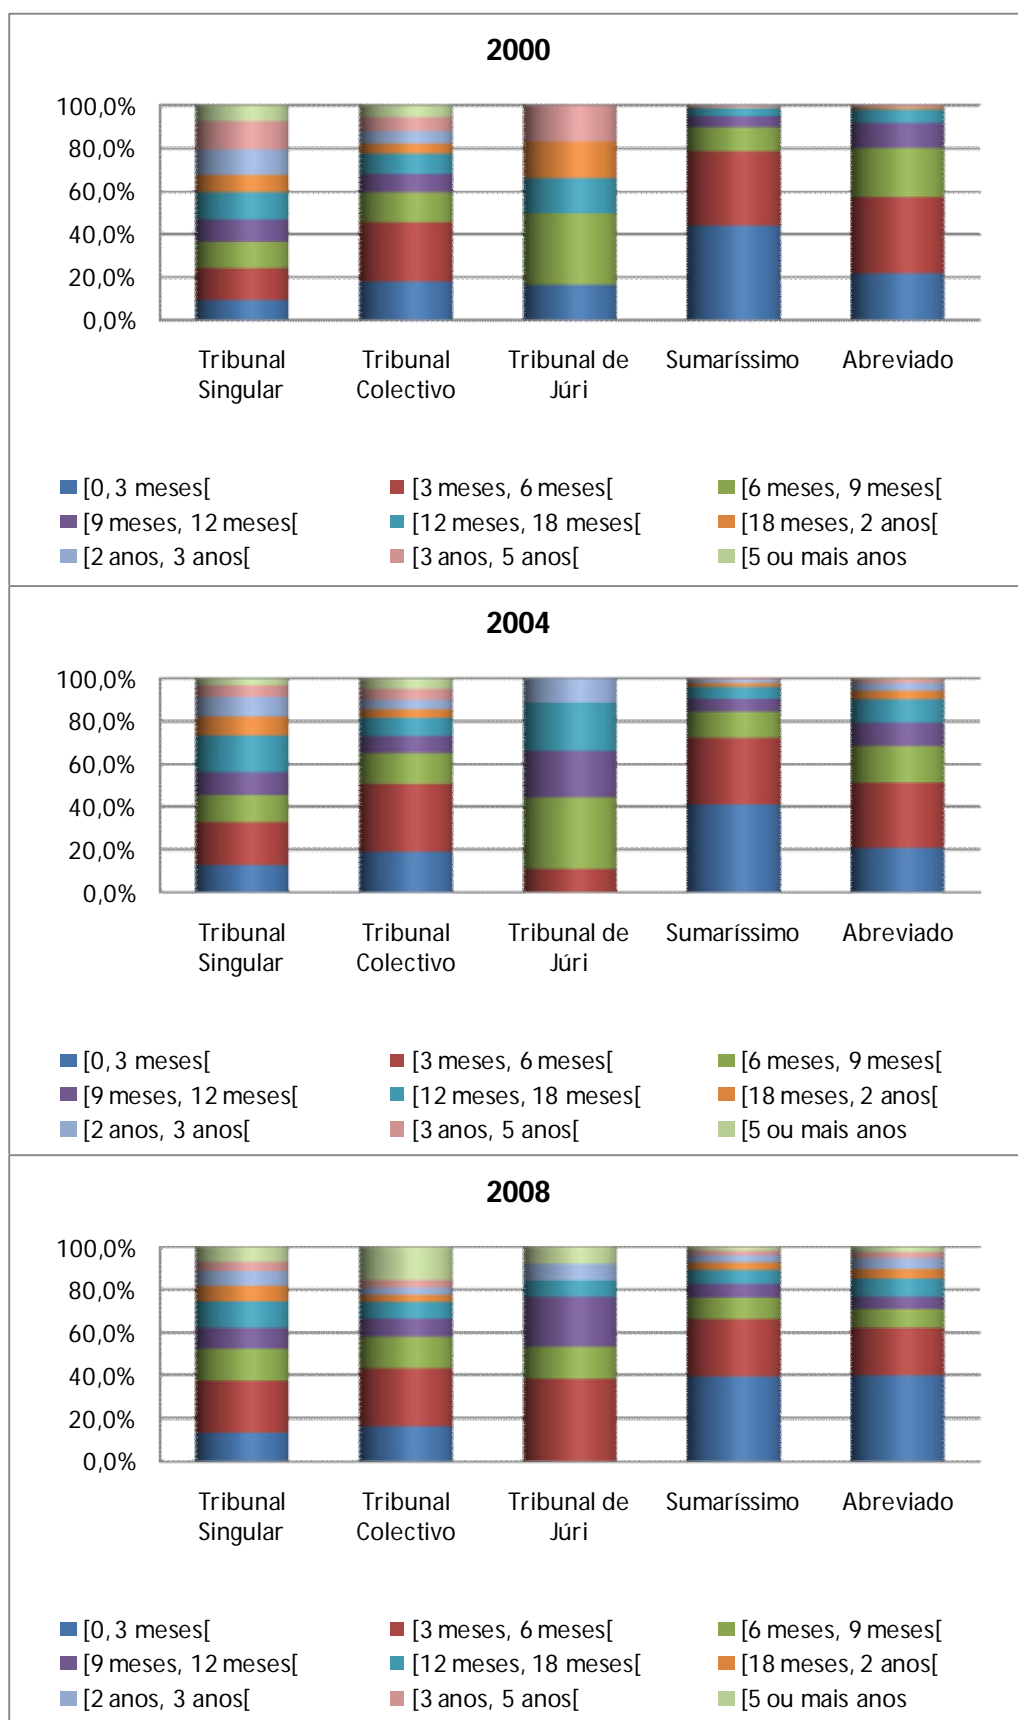 2000
100,0%
80,0%
60,0%
40,0%
20,0%
0,0%
Tribunal Singular
Tribunal Colectivo
Tribunal de Júri
Sumaríssimo
Abreviado
[0, 3 meses[
[3 meses, 6 meses[
[6 meses, 9 meses[
[9 meses, 12 meses[
[12 meses, 18 meses[
[18 meses, 2 anos[
[2 anos, 3 anos[
[3 anos, 5 anos[
[5 ou mais anos
2004
100,0%
80,0%
60,0%
40,0%
20,0%
0,0%
Tribunal Singular
Tribunal Colectivo
Tribunal de Júri
Sumaríssimo
Abreviado
[0, 3 meses[
[3 meses, 6 meses[
[6 meses, 9 meses[
[9 meses, 12 meses[
[12 meses, 18 meses[
[18 meses, 2 anos[
[2 anos, 3 anos[
[3 anos, 5 anos[
[5 ou mais anos
2008
100,0%
80,0%
60,0%
40,0%
20,0%
0,0%
Tribunal Singular
Tribunal Colectivo
Tribunal de Júri
Sumaríssimo
Abreviado
[0, 3 meses[
[3 meses, 6 meses[
[6 meses, 9 meses[
[9 meses, 12 meses[
[12 meses, 18 meses[
[18 meses, 2 anos[
[2 anos, 3 anos[
[3 anos, 5 anos[
[5 ou mais anos